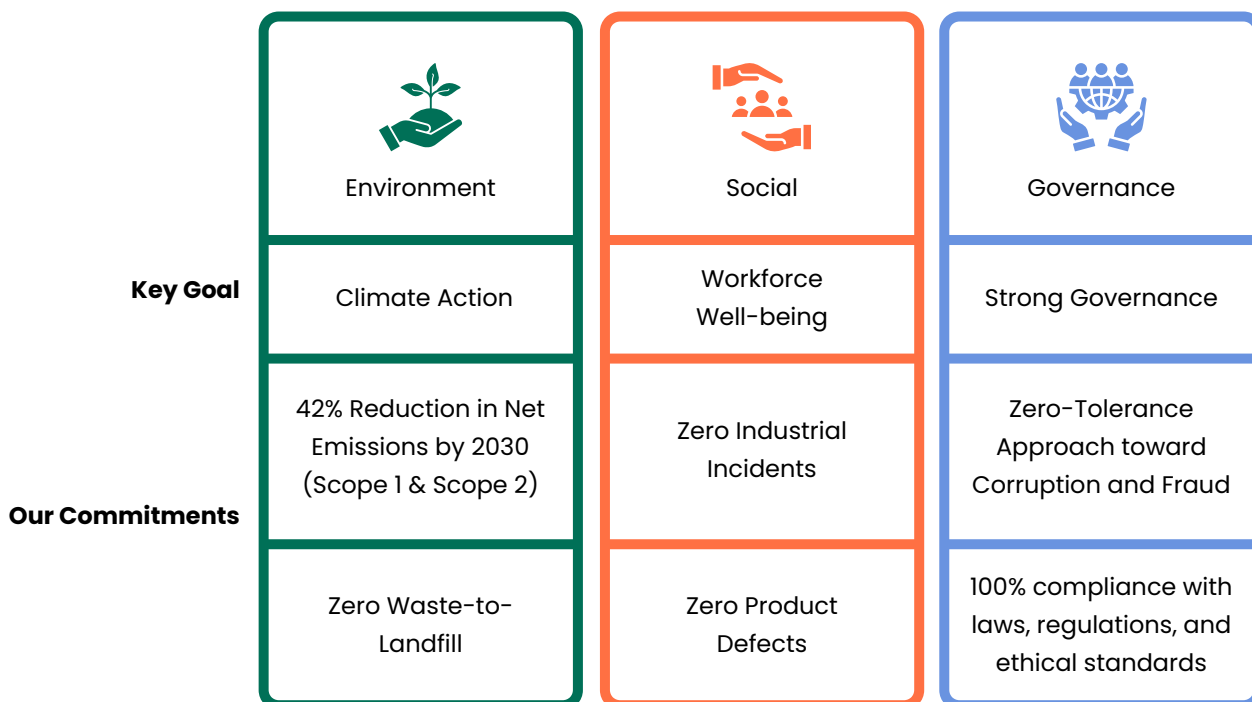 Environment
Social
Governance
Key Goal
Climate Action
Workforce
Well-being
Strong Governance
Our Commitments
42% Reduction in Net
Emissions by 2030
(Scope 1 & Scope 2)
Zero Industrial
Incidents
Zero-Tolerance
Approach toward
Corruption and Fraud
Zero Waste-to-
Landfill
Zero Product
Defects
100% compliance with
laws, regulations, and
ethical standards